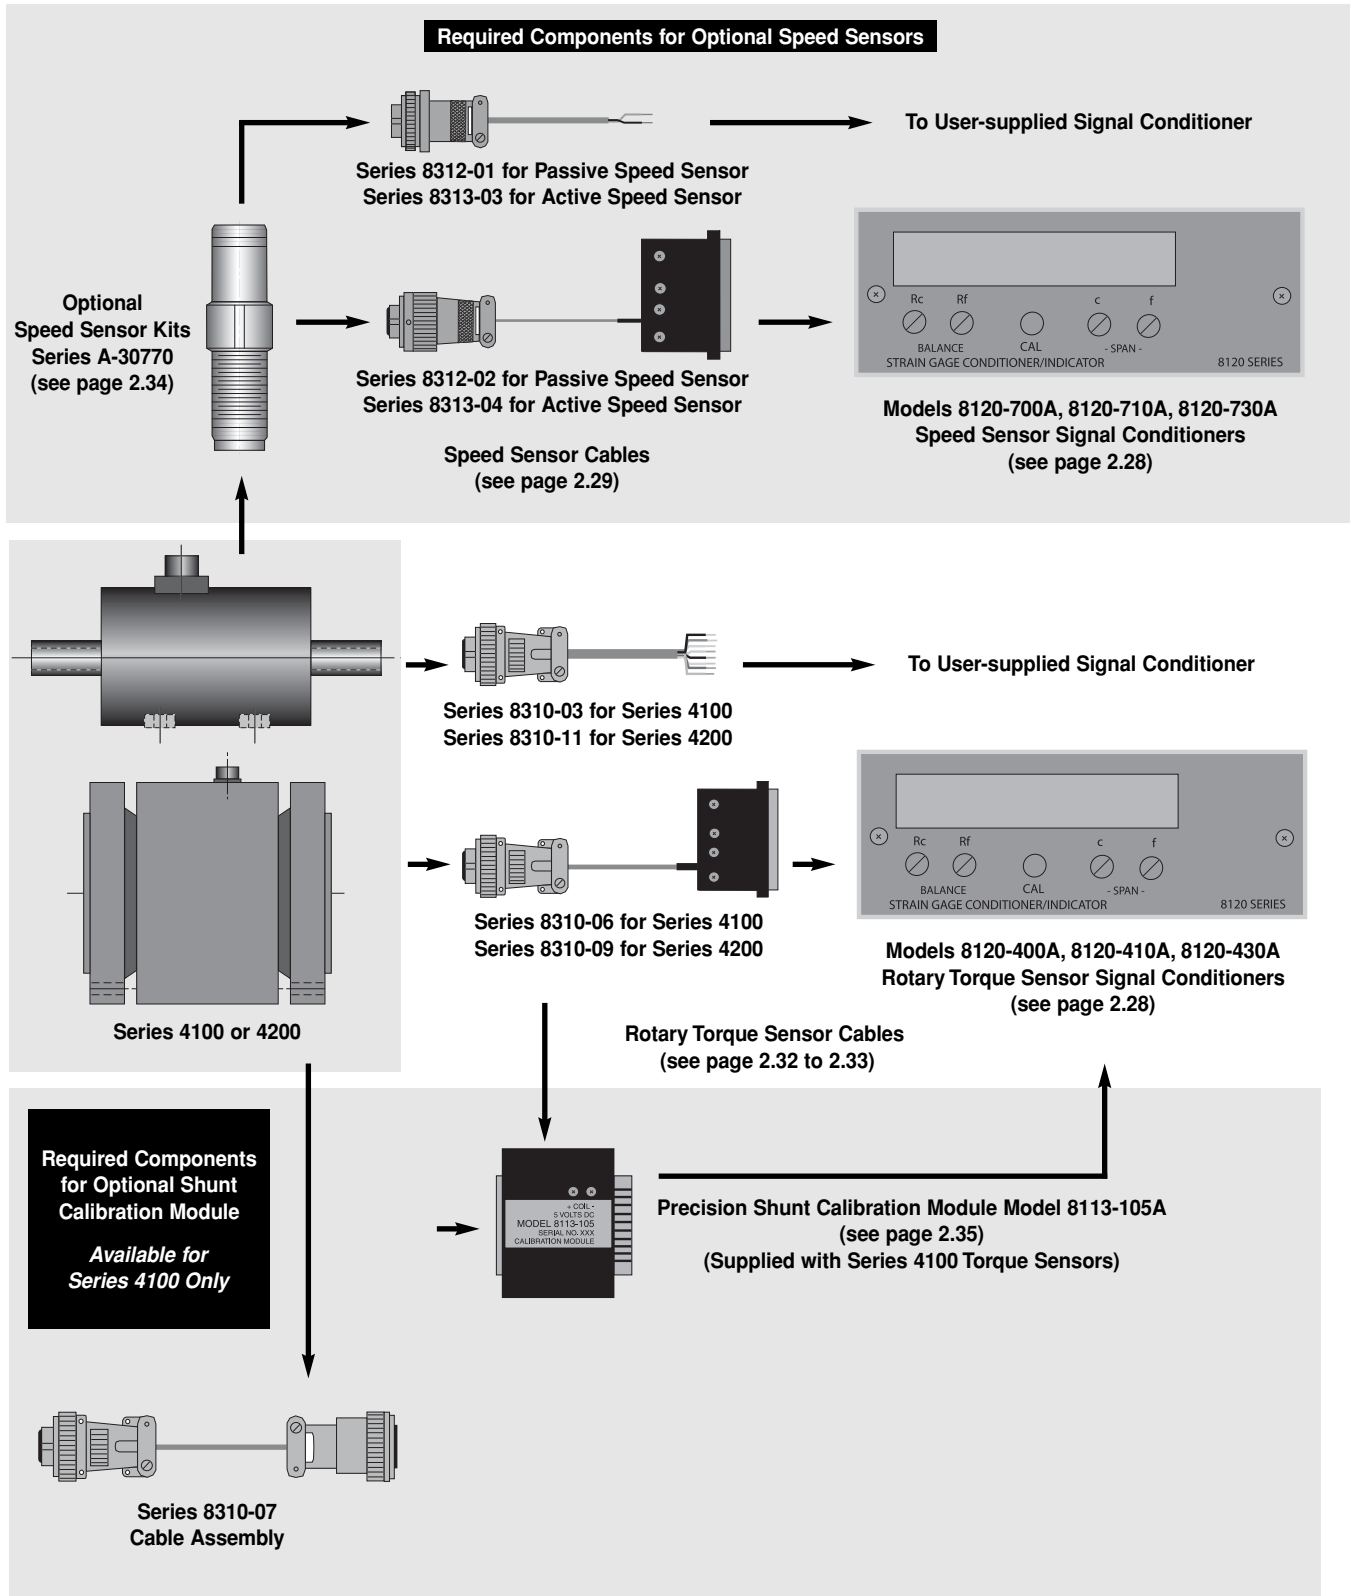 Required Components for Optional Speed Sensors
To User-supplied Signal Conditioner
Series 8312-01 for Passive Speed Sensor
Series 8313-03 for Active Speed Sensor
Optional
Speed Sensor Kits
Series A-30770
(see page 2.34)
Rc Rf c f
BALANCE CAL - SPAN -
STRAIN GAGE CONDITIONER/INDICATOR 8120 SERIES
Series 8312-02 for Passive Speed Sensor
Series 8313-04 for Active Speed Sensor
Models 8120-700A, 8120-710A, 8120-730A
Speed Sensor Signal Conditioners
(see page 2.28)
Speed Sensor Cables
(see page 2.29)
To User-supplied Signal Conditioner
Series 8310-03 for Series 4100
Series 8310-11 for Series 4200
Rc Rf c f
BALANCE CAL - SPAN -
STRAIN GAGE CONDITIONER/INDICATOR 8120 SERIES
Series 8310-06 for Series 4100
Series 8310-09 for Series 4200
Models 8120-400A, 8120-410A, 8120-430A
Rotary Torque Sensor Signal Conditioners
(see page 2.28)
Series 4100 or 4200
Rotary Torque Sensor Cables
(see page 2.32 to 2.33)
Required Components
for Optional Shunt
Calibration Module
Available for
Series 4100 Only
+ COIL -
5 VOLTS DC
MODEL 8113-105
SERIAL NO. XXX
CALIBRATION MODULE
Precision Shunt Calibration Module Model 8113-105A
(see page 2.35)
(Supplied with Series 4100 Torque Sensors)
Series 8310-07
Cable Assembly